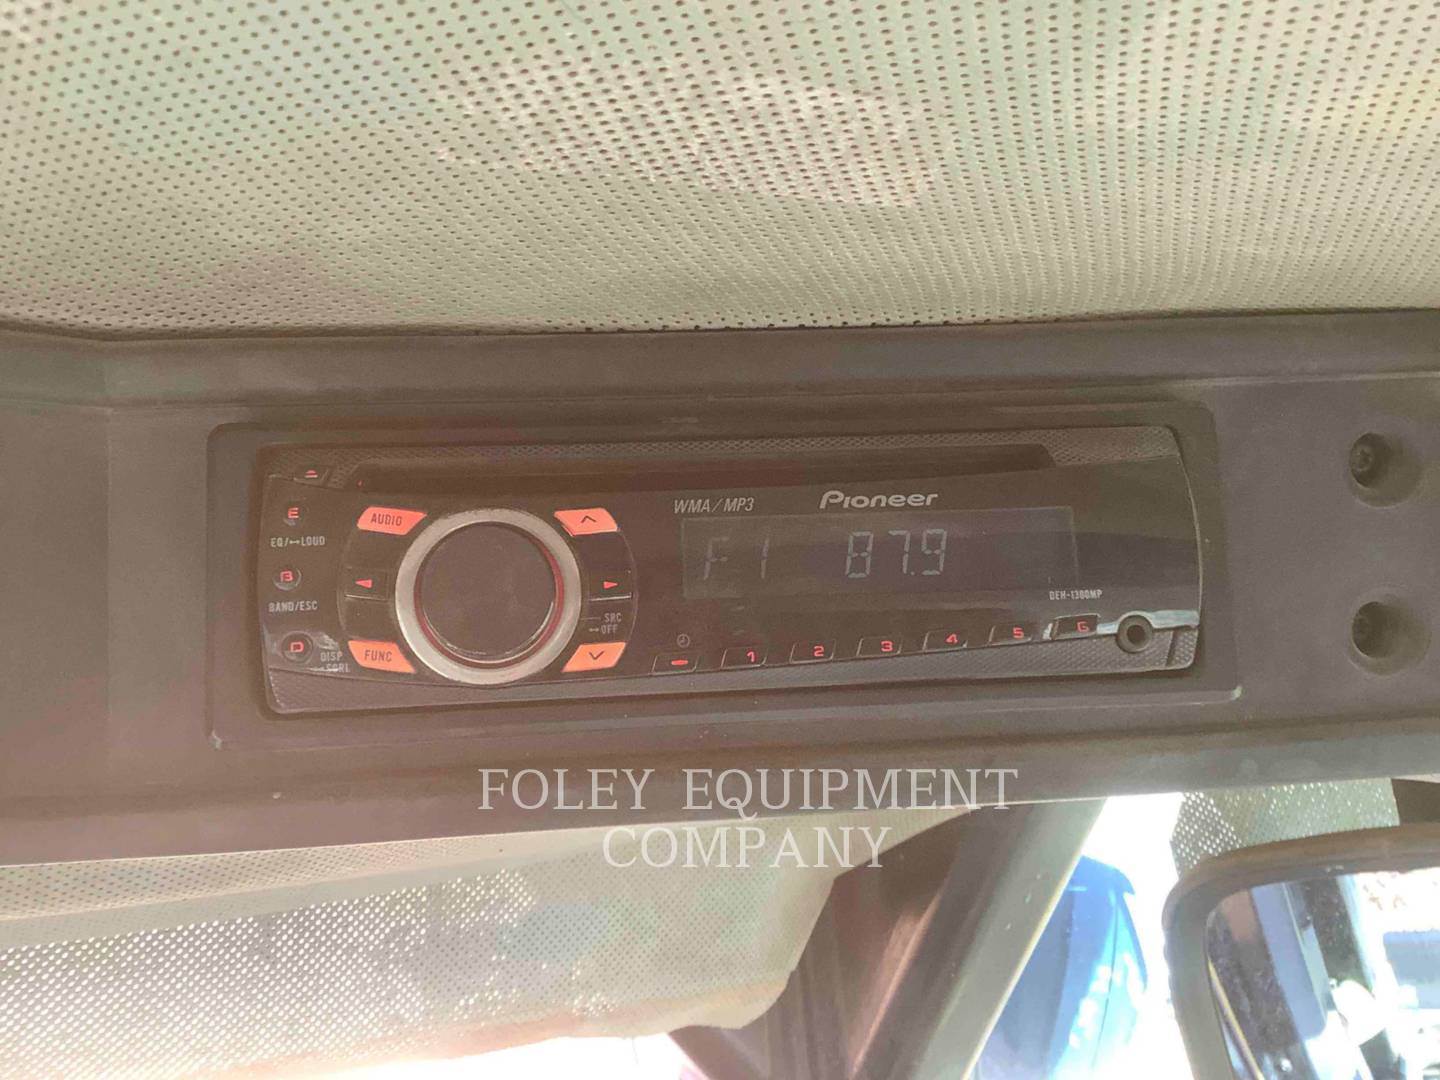 WMA/MP3
Pioneer
E
AUDIO
EQ/↔LOUD
F1 87.9
B
BAND/ESC
DEH-1300MP
SRC
↔OFF
D
DISP
SCRL
FUNC
1 2 3 4 5 6
FOLEY EQUIPMENT
COMPANY